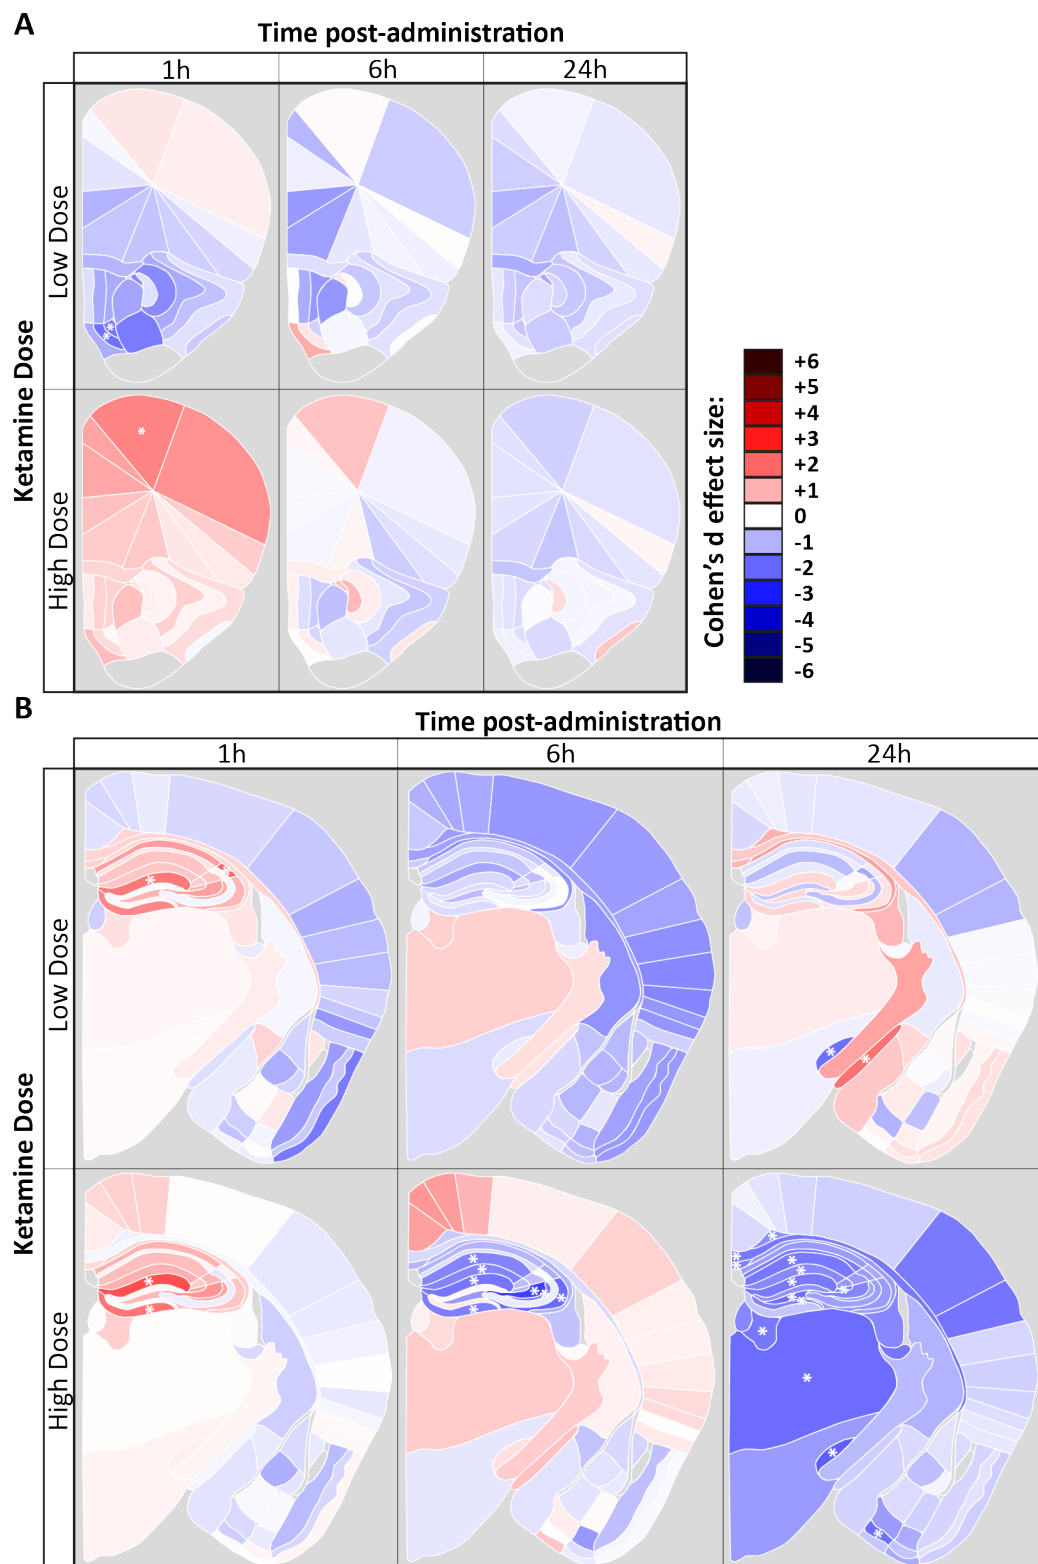 A
Time post-administration
1h 6h 24h
Ketamine Dose
Low Dose
* *
High Dose
*
Cohen's d effect size:
+6
+5
+4
+3
+2
+1
0
-1
-2
-3
-4
-5
-6
B
Time post-administration
1h 6h 24h
Ketamine Dose
Low Dose
High Dose